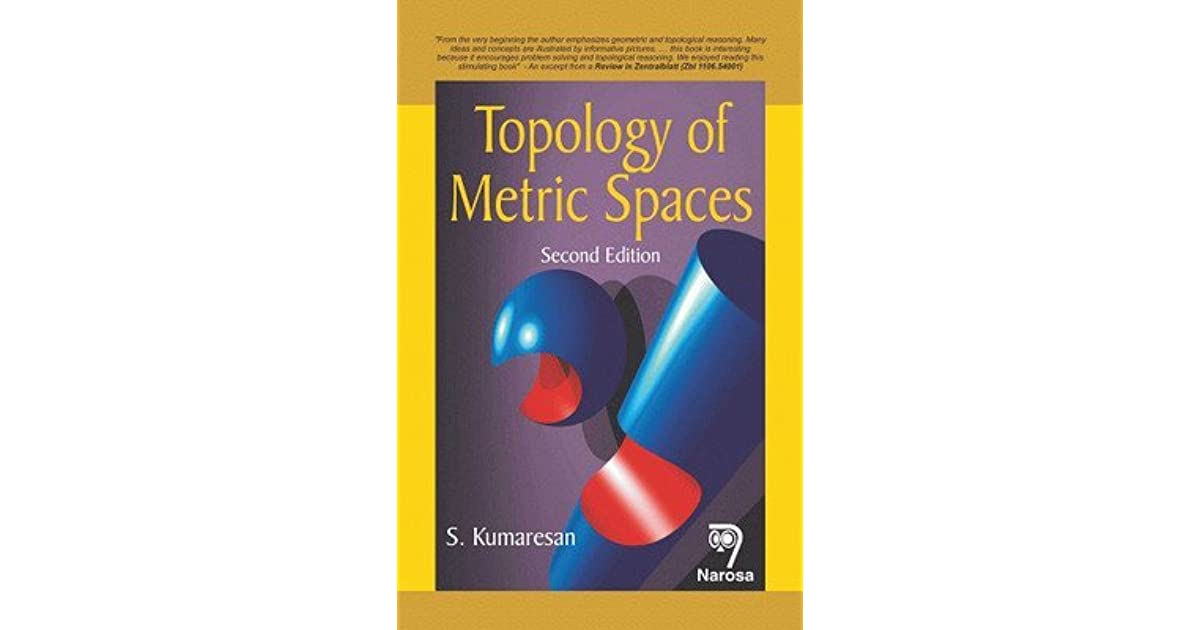 "From the very beginning the author emphasizes geometric and topological reasoning. Many
ideas and concepts are illustrated by informative pictures. .... this book is interesting
because it encourages problem solving and topological reasoning. We enjoyed reading this
stimulating book" - An excerpt from a Review in Zentralblatt (Zbl 1106.54001)
Topology of
Metric Spaces
Second Edition
S. Kumaresan
Narosa